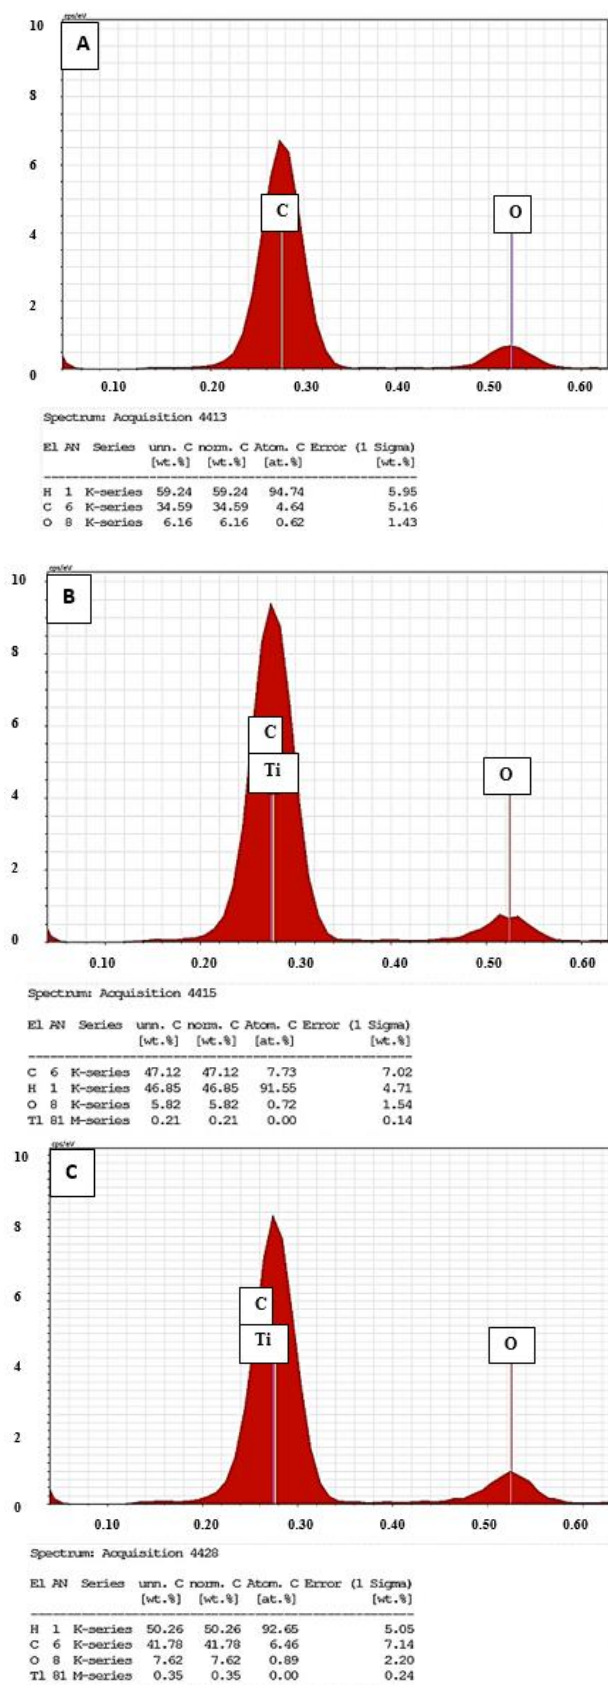 cps/eV
A
10
8
6
4
2
0
C
O
0.10 0.20 0.30 0.40 0.50 0.60
Spectrum: Acquisition 4413
El AN Series unn. C norm. C Atom. C Error (1 Sigma)
[wt.%] [wt.%] [at.%] [wt.%]
H 1 K-series 59.24 59.24 94.74 5.95
C 6 K-series 34.59 34.59 4.64 5.16
O 8 K-series 6.16 6.16 0.62 1.43
cps/eV
B
10
8
6
4
2
0
C
Ti
O
0.10 0.20 0.30 0.40 0.50 0.60
Spectrum: Acquisition 4415
El AN Series unn. C norm. C Atom. C Error (1 Sigma)
[wt.%] [wt.%] [at.%] [wt.%]
C 6 K-series 47.12 47.12 7.73 7.02
H 1 K-series 46.85 46.85 91.55 4.71
O 8 K-series 5.82 5.82 0.72 1.54
Tl 81 M-series 0.21 0.21 0.00 0.14
cps/eV
C
10
8
6
4
2
0
C
Ti
O
0.10 0.20 0.30 0.40 0.50 0.60
Spectrum: Acquisition 4428
El AN Series unn. C norm. C Atom. C Error (1 Sigma)
[wt.%] [wt.%] [at.%] [wt.%]
H 1 K-series 50.26 50.26 92.65 5.05
C 6 K-series 41.78 41.78 6.46 7.14
O 8 K-series 7.62 7.62 0.89 2.20
Tl 81 M-series 0.35 0.35 0.00 0.24